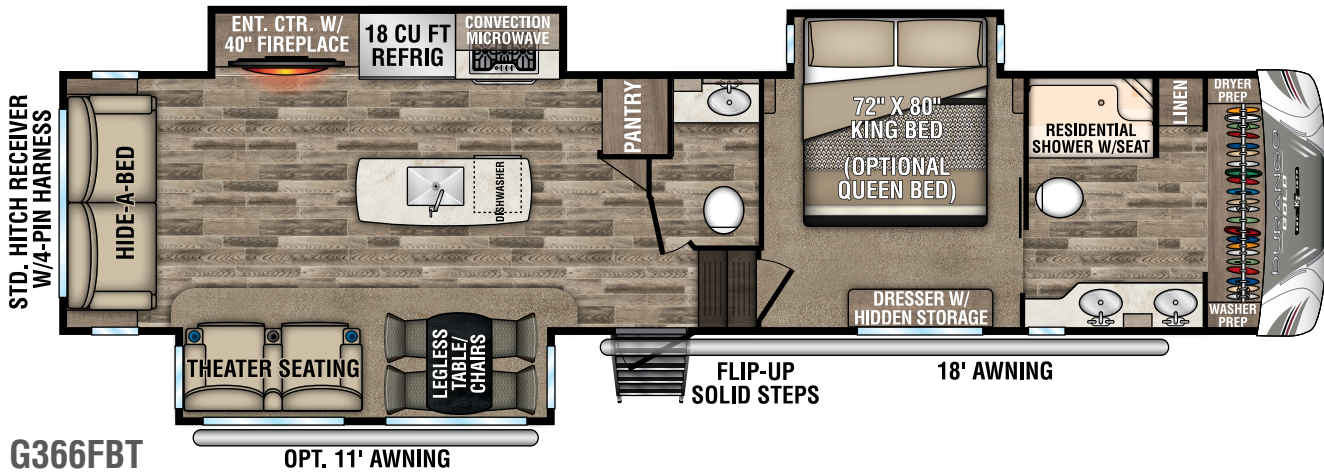 ENT. CTR. W/
40" FIREPLACE
18 CU FT
REFRIG
CONVECTION
MICROWAVE
STD. HITCH RECEIVER
W/4-PIN HARNESS
HIDE-A-BED
DISHWASHER
PANTRY
72" X 80"
KING BED
(OPTIONAL
QUEEN BED)
RESIDENTIAL
SHOWER W/SEAT
LINEN
DRYER
PREP
DURANGO
GOLD
DRESSER W/
HIDDEN STORAGE
WASHER
PREP
THEATER SEATING
LEGLESS
TABLE/
CHAIRS
FLIP-UP
SOLID STEPS
18' AWNING
G366FBT
OPT. 11' AWNING